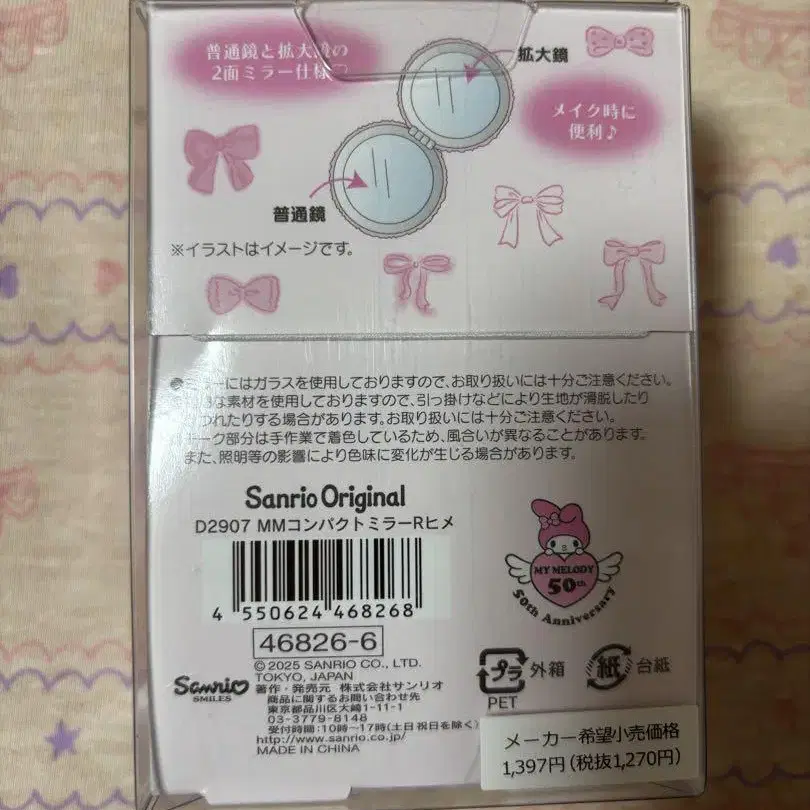 普通鏡と拡大鏡の
2面ミラー仕様♡
拡大鏡
メイク時に
便利♪
普通鏡
※イラストはイメージです。
●ミラーにはガラスを使用しておりますので、お取り扱いには十分ご注意ください。
な素材を使用しておりますので、引っ掛けなどにより生地が滑脱したり
つれたりする場合があります。お取り扱いには十分ご注意ください。
ーク部分は手作業で着色しているため、風合いが異なることがあります。
また、照明等の影響により色味に変化が生じる場合があります。
Sanrio Original
D2907 MMコンパクトミラーRヒメ
4 550624 468268
46826-6
© 2025 SANRIO CO., LTD.
TOKYO, JAPAN
著作・発売元 株式会社サンリオ
商品に関するお問い合わせ先
東京都品川区大崎1-11-1
03-3779-8148
受付時間:10時〜17時(土日祝日を除く)
http://www.sanrio.co.jp/
MADE IN CHINA
Sanrio
SMILES
MY MELODY
50th
50th Anniversary
プラ 外箱
PET
紙 台紙
メーカー希望小売価格
1,397円(税抜1,270円)